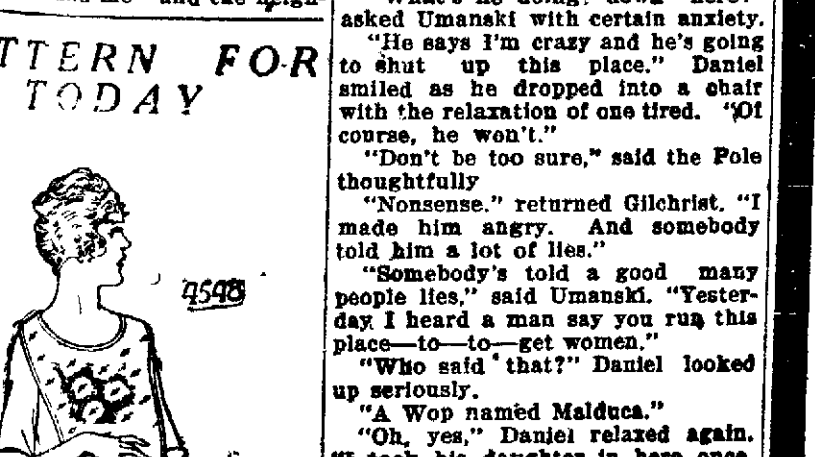 and the neigh-
TTERN FOR
TODAY
4548
asked Umanski with certain anxiety.
"He says I'm crazy and he's going
to shut up this place." Daniel
smiled as he dropped into a chair
with the relaxation of one tired. "Of
course, he won't."
"Don't be too sure," said the Pole
thoughtfully
"Nonsense." returned Gilchrist. "I
made him angry. And somebody
told him a lot of lies."
"Somebody's told a good many
people lies," said Umanski. "Yester-
day I heard a man say you run this
place—to—to—get women."
"Who said that?" Daniel looked
up seriously.
"A Wop named Malduca."
"Oh, yes," Daniel relaxed again.
"I took his daughter in here once